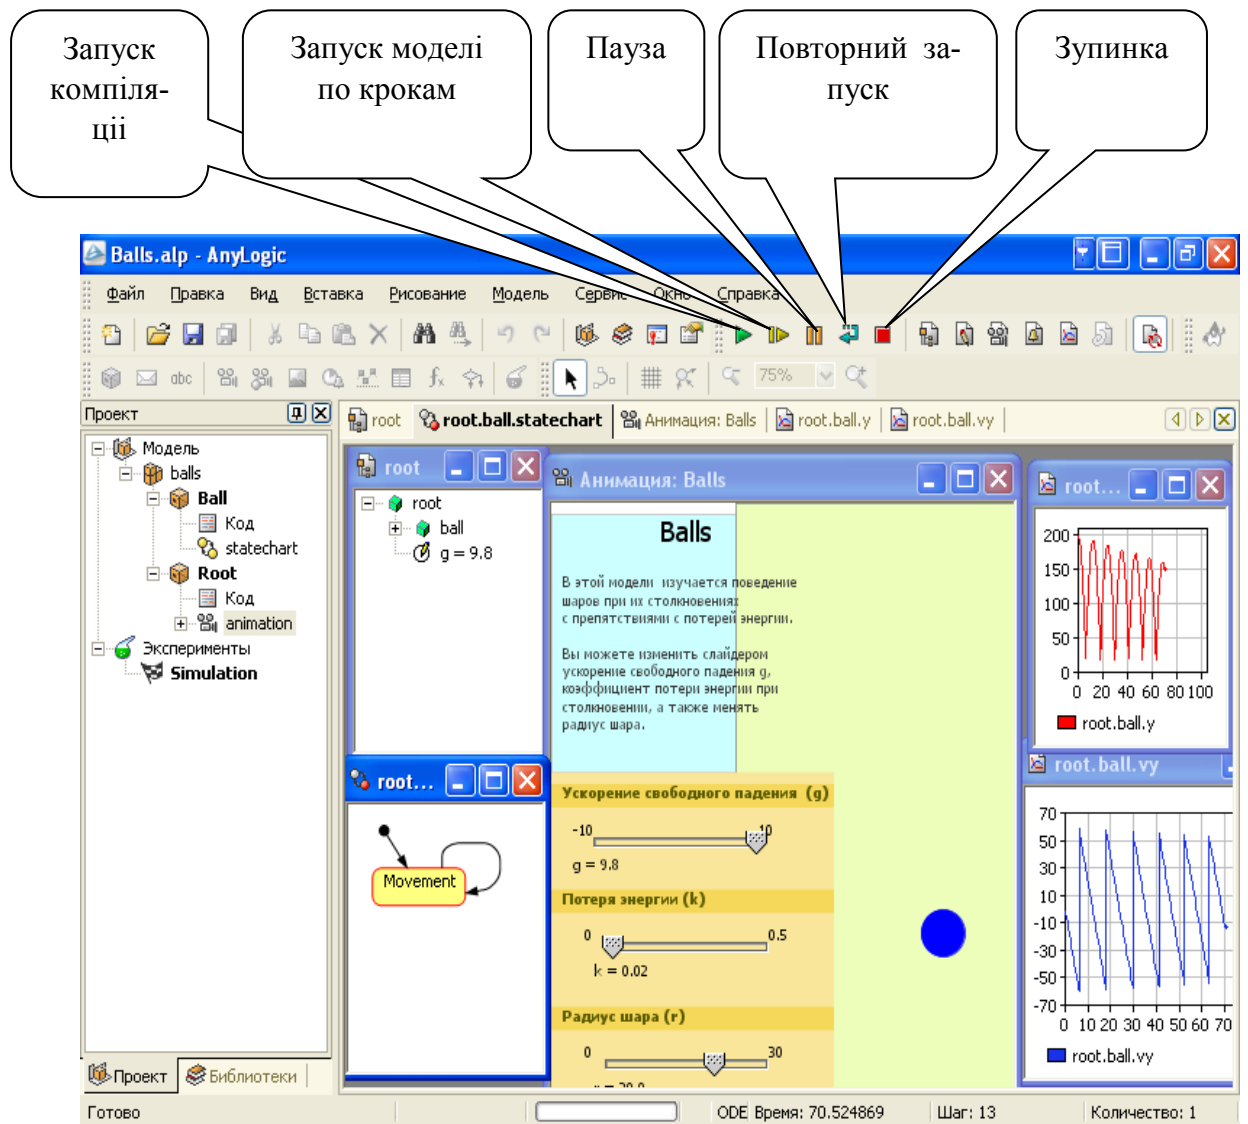 Запуск
компіля-
ції
Запуск моделі
по крокам
Пауза
Повторний за-
пуск
Зупинка
Balls.alp - AnyLogic
Файл Правка Вид Вставка Рисование Модель Сервис Окно Справка
abc
75%
Проект
root root.ball.statechart Анимация: Balls root.ball.y root.ball.vy
Модель
balls
Ball
Код
statechart
Root
Код
animation
Эксперименты
Simulation
root
root
ball
g = 9.8
Анимация: Balls
Balls
В этой модели изучается поведение
шаров при их столкновениях
с препятствиями с потерей энергии.
Вы можете изменить слайдером
ускорение свободного падения g,
коэффициент потери энергии при
столкновении, а также менять
радиус шара.
Ускорение свободного падения (g)
-10 10
g = 9.8
Потеря энергии (k)
0 0.5
k = 0.02
Радиус шара (r)
0 30
root...
Movement
root...
200
150
100
50
0
0 20 40 60 80 100
root.ball.y
root.ball.vy
70
50
30
10
-10
-30
-50
-70
0 10 20 30 40 50 60 70
root.ball.vy
Проект Библиотеки
Готово ODE Время: 70.524869 Шаг: 13 Количество: 1